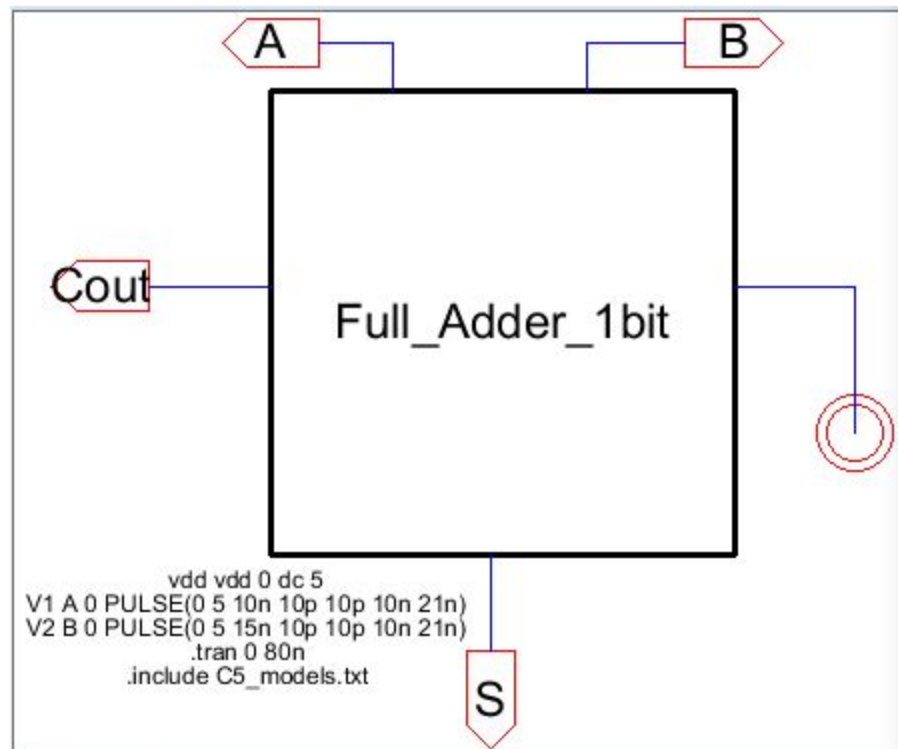 A
B
Cout
Full_Adder_1bit
vdd vdd 0 dc 5
V1 A 0 PULSE(0 5 10n 10p 10p 10n 21n)
V2 B 0 PULSE(0 5 15n 10p 10p 10n 21n)
.tran 0 80n
.include C5_models.txt
S